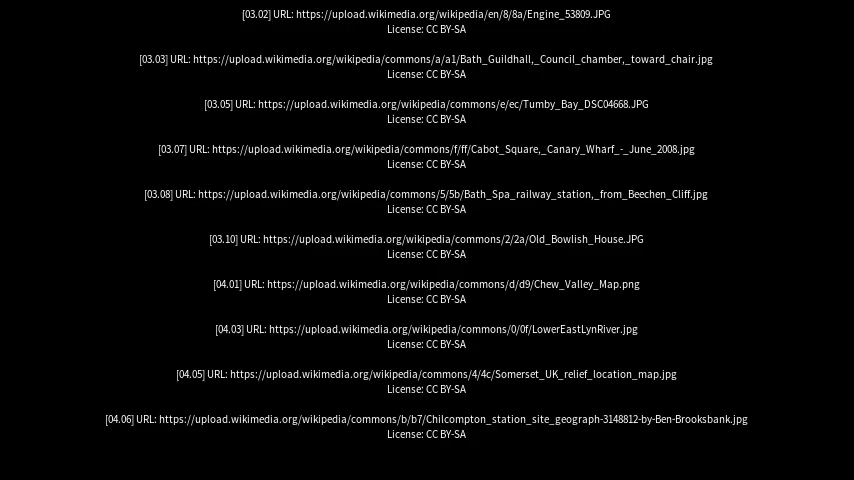 [03.02] URL: https://upload.wikimedia.org/wikipedia/en/8/8a/Engine_53809.JPG
License: CC BY-SA
[03.03] URL: https://upload.wikimedia.org/wikipedia/commons/a/a1/Bath_Guildhall,_Council_chamber,_toward_chair.jpg
License: CC BY-SA
[03.05] URL: https://upload.wikimedia.org/wikipedia/commons/e/ec/Tumby_Bay_DSC04668.JPG
License: CC BY-SA
[03.07] URL: https://upload.wikimedia.org/wikipedia/commons/f/ff/Cabot_Square,_Canary_Wharf_-_June_2008.jpg
License: CC BY-SA
[03.08] URL: https://upload.wikimedia.org/wikipedia/commons/5/5b/Bath_Spa_railway_station,_from_Beechen_Cliff.jpg
License: CC BY-SA
[03.10] URL: https://upload.wikimedia.org/wikipedia/commons/2/2a/Old_Bowlish_House.JPG
License: CC BY-SA
[04.01] URL: https://upload.wikimedia.org/wikipedia/commons/d/d9/Chew_Valley_Map.png
License: CC BY-SA
[04.03] URL: https://upload.wikimedia.org/wikipedia/commons/0/0f/LowerEastLynRiver.jpg
License: CC BY-SA
[04.05] URL: https://upload.wikimedia.org/wikipedia/commons/4/4c/Somerset_UK_relief_location_map.jpg
License: CC BY-SA
[04.06] URL: https://upload.wikimedia.org/wikipedia/commons/b/b7/Chilcompton_station_site_geograph-3148812-by-Ben-Brooksbank.jpg
License: CC BY-SA